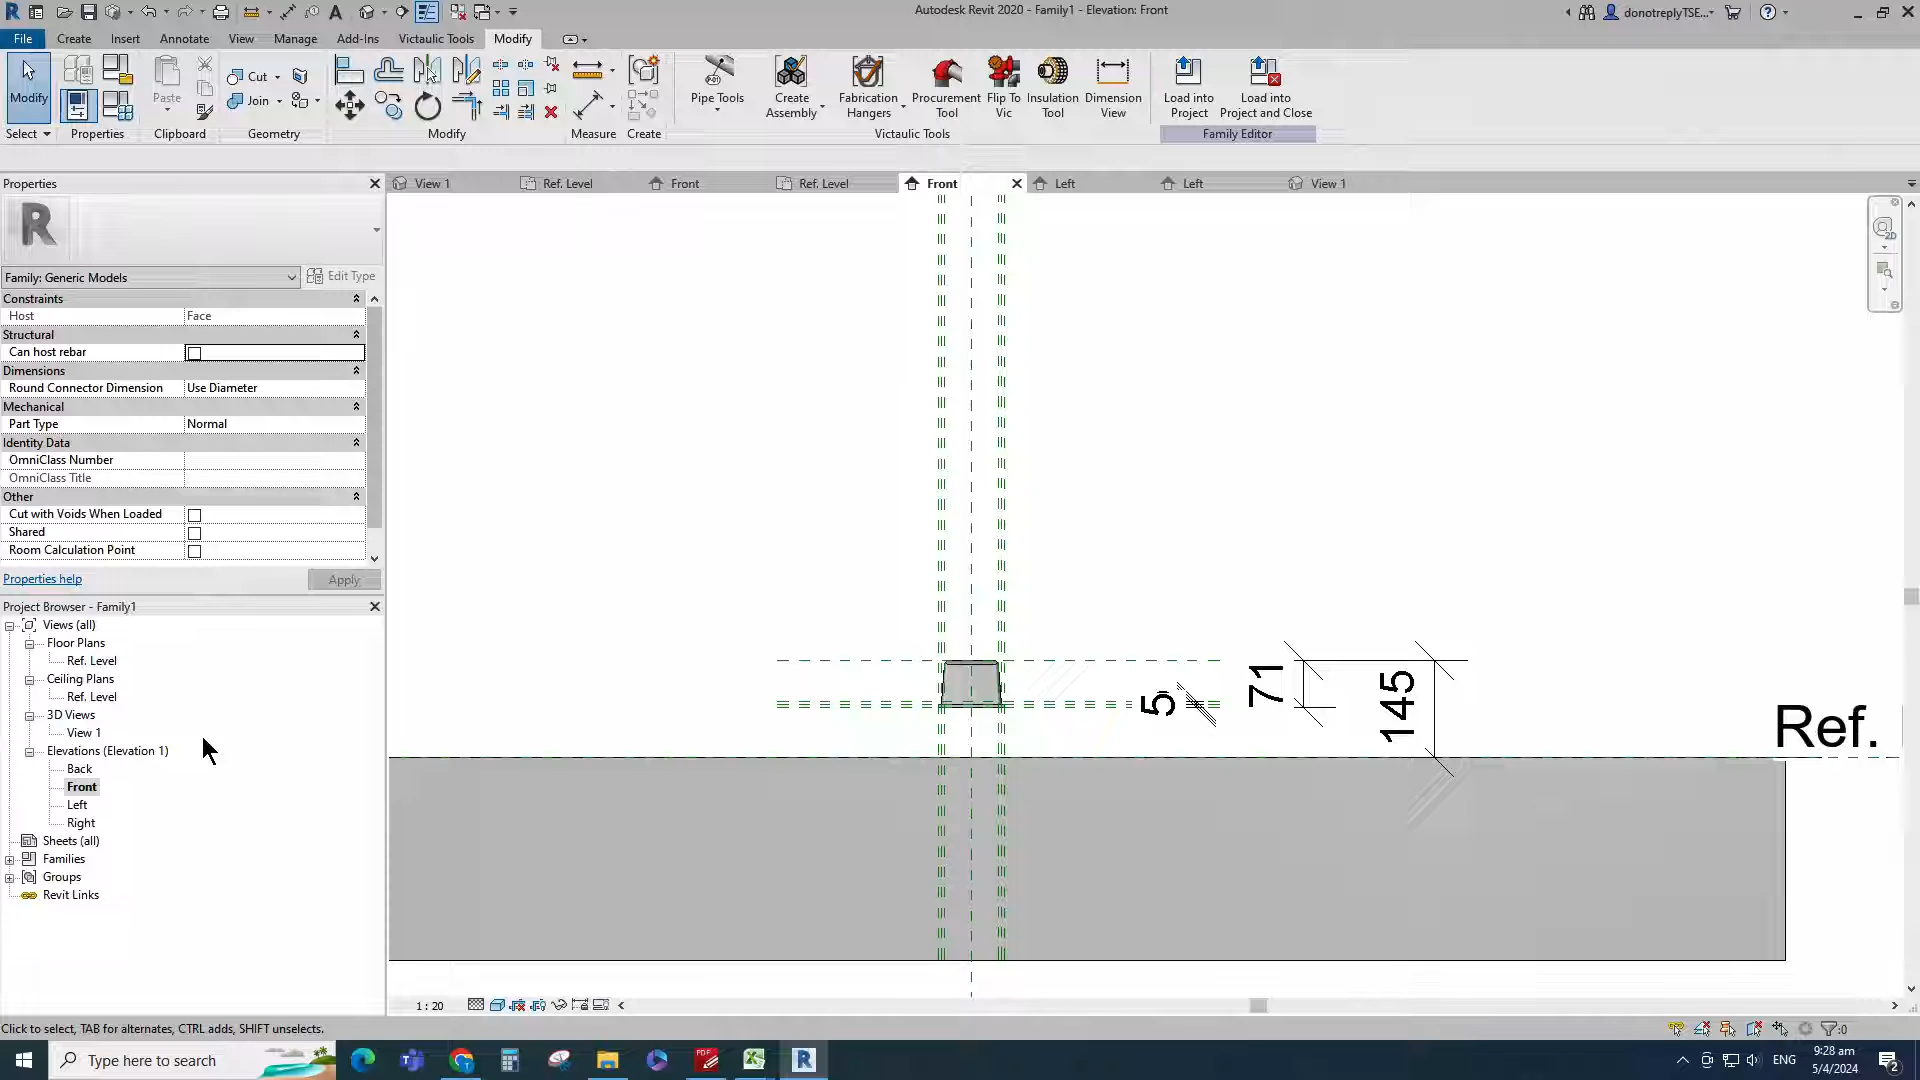 Autodesk Revit 2020 - Family1 - Elevation: Front
donotreplyTSE...
File Create Insert Annotate View Manage Add-Ins Victaulic Tools Modify
Modify
Paste
Cut
Join
Pipe Tools
Create Assembly
Fabrication Hangers
Procurement Tool
Flip To Vic
Insulation Tool
Dimension View
Load into Project
Load into Project and Close
Select Properties Clipboard Geometry Modify Measure Create Victaulic Tools Family Editor
Properties
View 1 Ref. Level Front Ref. Level Front Left Left View 1
R
Family: Generic Models Edit Type
Constraints
Host Face
Structural
Can host rebar
Dimensions
Round Connector Dimension Use Diameter
Mechanical
Part Type Normal
Identity Data
OmniClass Number
OmniClass Title
Other
Cut with Voids When Loaded
Shared
Room Calculation Point
Properties help Apply
Project Browser - Family1
Views (all)
Floor Plans
Ref. Level
Ceiling Plans
Ref. Level
3D Views
View 1
Elevations (Elevation 1)
Back
Front
Left
Right
Sheets (all)
Families
Groups
Revit Links
2D
5
71
145
Ref.
1 : 20
Click to select, TAB for alternates, CTRL adds, SHIFT unselects.
:0
Type here to search
ENG
9:28 am
5/4/2024
2